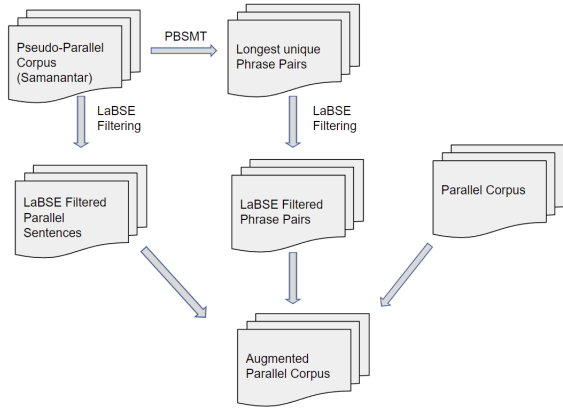 Pseudo-Parallel
Corpus
(Samanantar)
PBSMT
Longest unique
Phrase Pairs
LaBSE
Filtering
LaBSE
Filtering
LaBSE Filtered
Parallel
Sentences
LaBSE Filtered
Phrase Pairs
Parallel Corpus
Augmented
Parallel Corpus